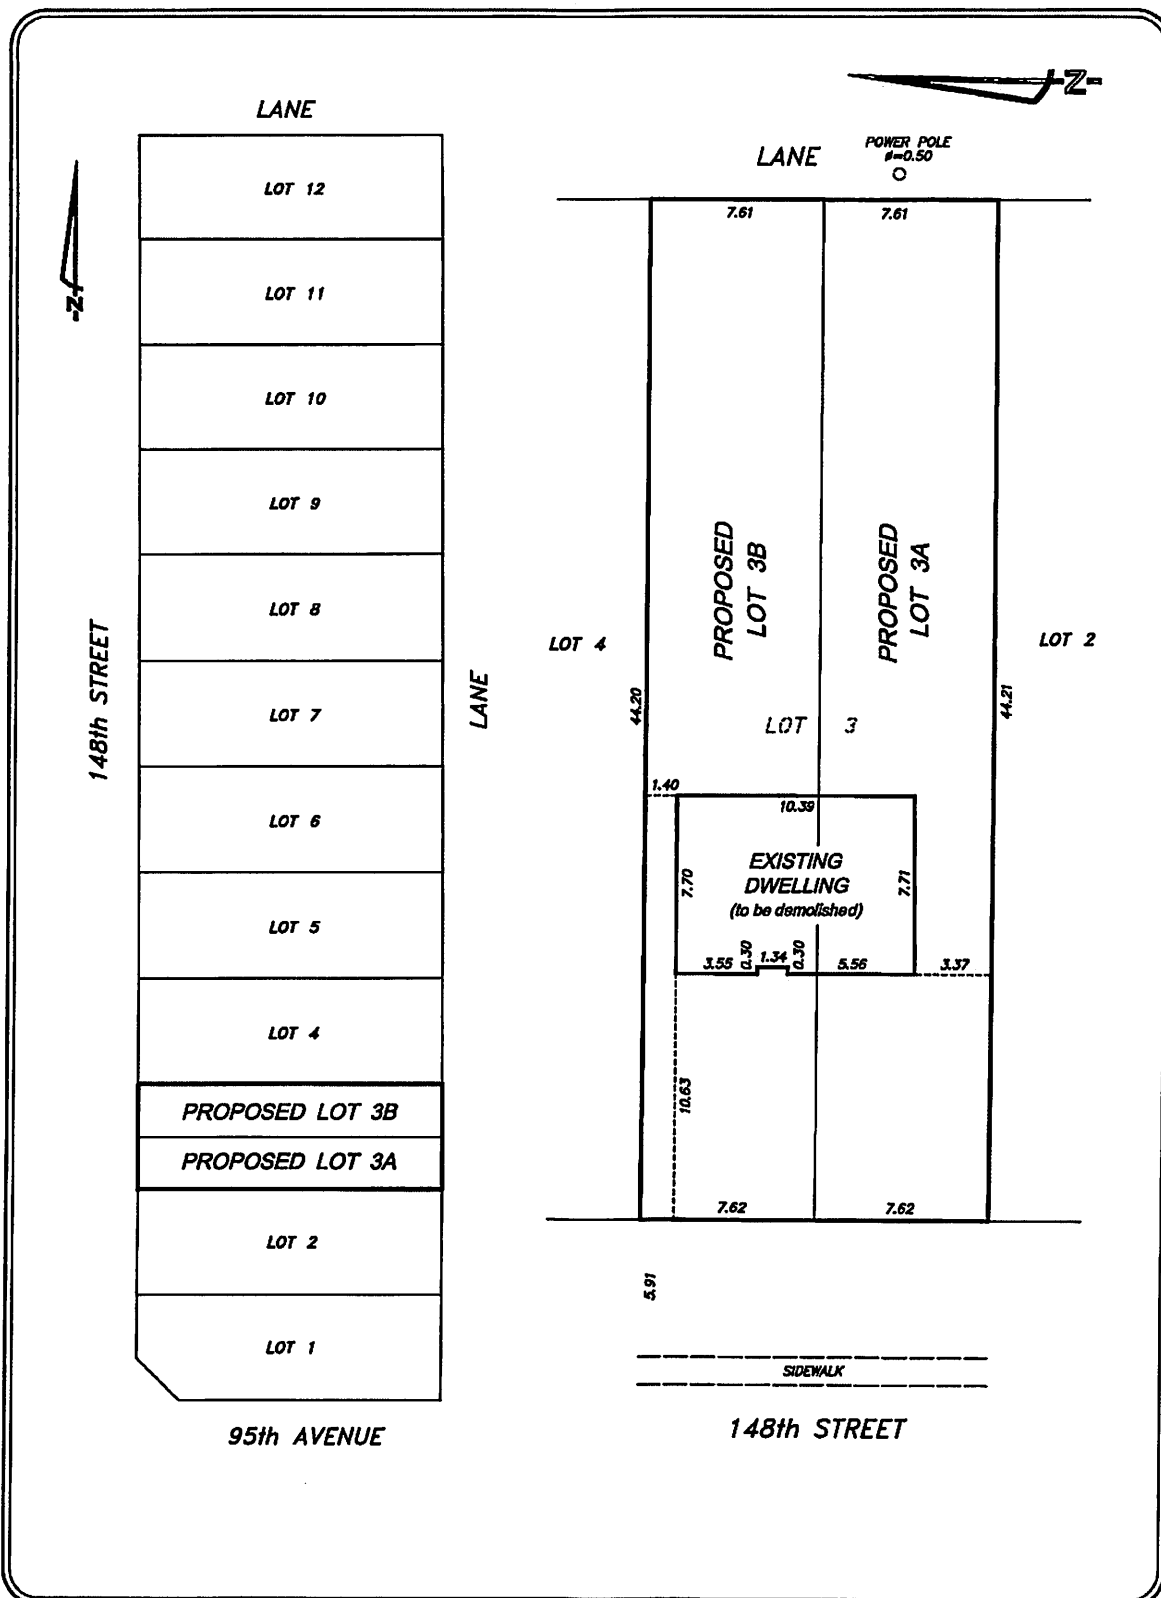 LANE
LOT 12
LOT 11
LOT 10
LOT 9
LOT 8
LOT 7
LOT 6
LOT 5
LOT 4
PROPOSED LOT 3B
PROPOSED LOT 3A
LOT 2
LOT 1
-Z-
148th STREET
LANE
95th AVENUE
-Z-
LANE
POWER POLE
ø=0.50
7.61
7.61
PROPOSED
LOT 3B
PROPOSED
LOT 3A
LOT 4
LOT 2
44.20
44.21
LOT 3
1.40
10.39
EXISTING
DWELLING
(to be demolished)
7.70
7.71
3.55
0.30
1.34
0.30
5.56
3.37
10.63
7.62
7.62
5.91
SIDEWALK
148th STREET